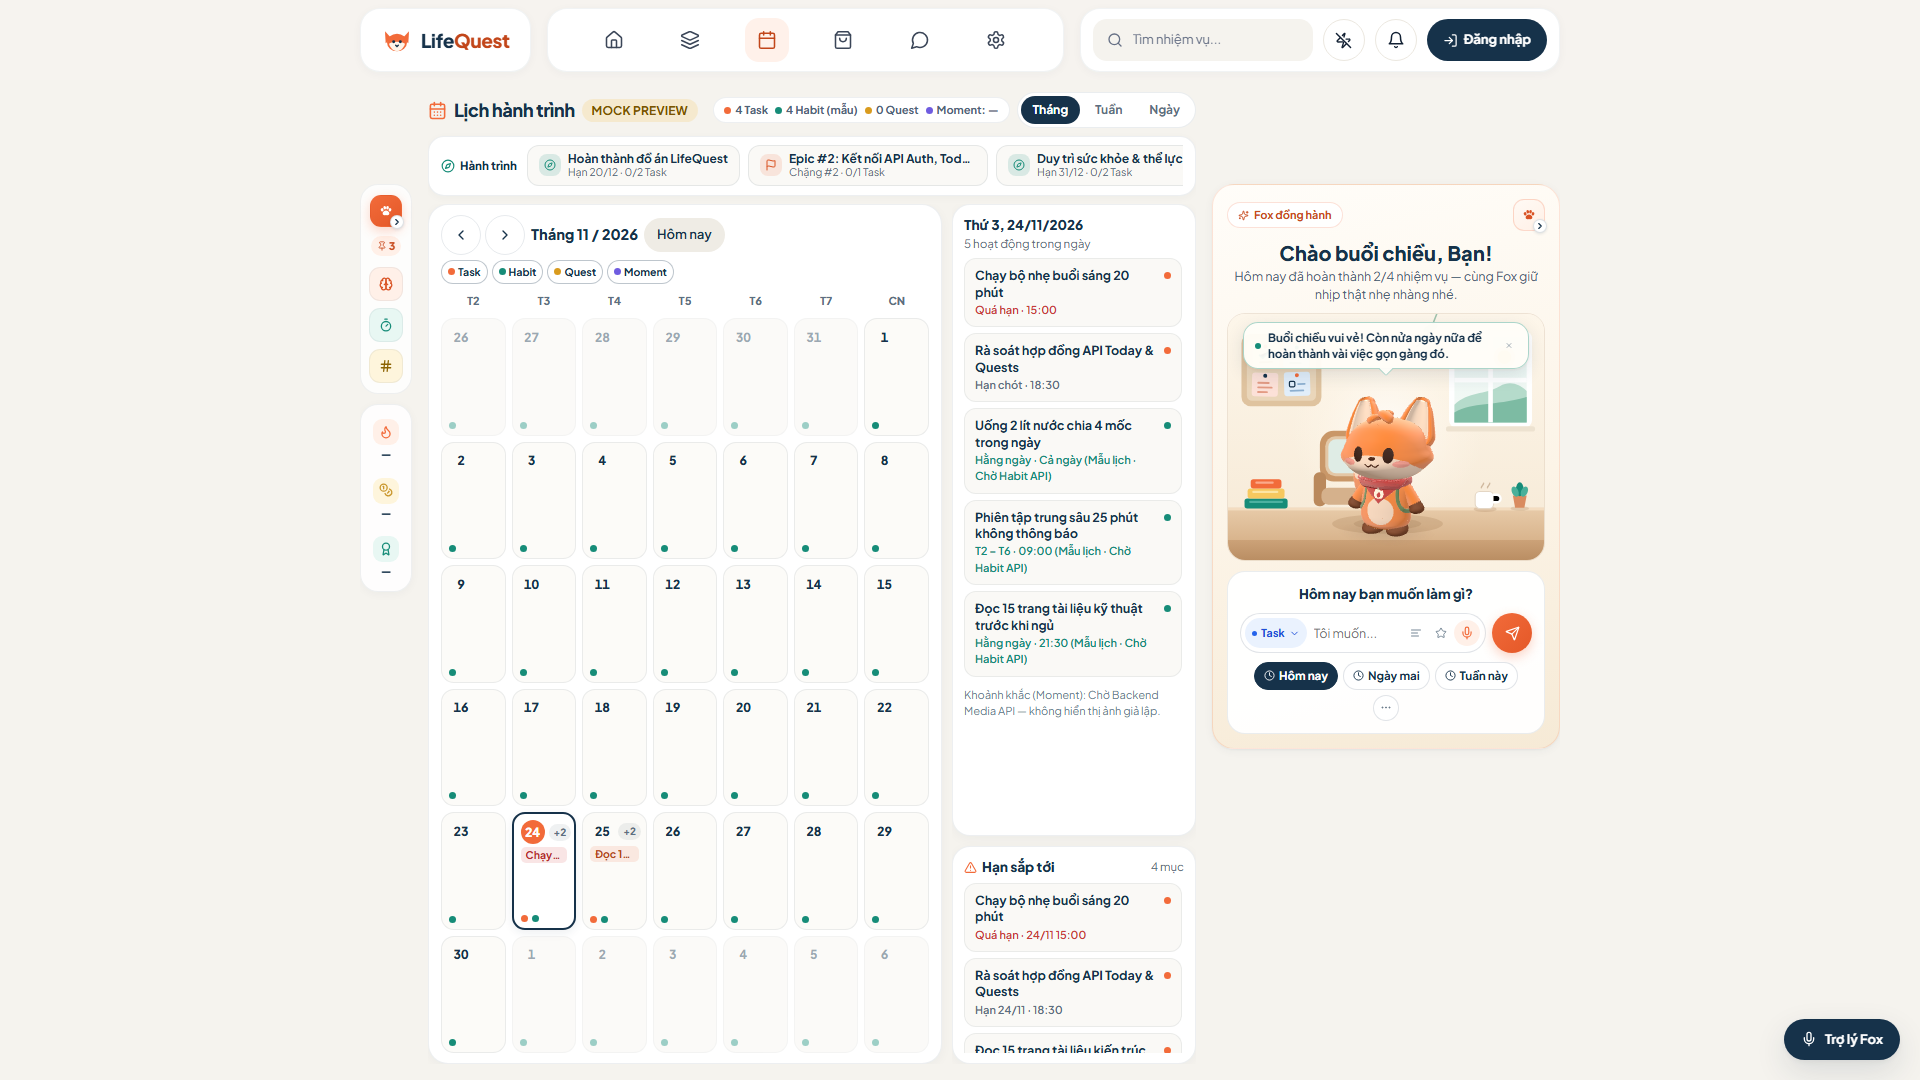 LifeQuest
Tìm nhiệm vụ...
Đăng nhập
Lịch hành trình
MOCK PREVIEW
4 Task
4 Habit (mẫu)
0 Quest
Moment: —
Tháng
Tuần
Ngày
Hành trình
Hoàn thành đồ án LifeQuest
Hạn 20/12 · 0/2 Task
Epic #2: Kết nối API Auth, Tod...
Chặng #2 · 0/1 Task
Duy trì sức khỏe & thể lực
Hạn 31/12 · 0/2 Task
3
—
—
—
Tháng 11 / 2026
Hôm nay
Task
Habit
Quest
Moment
T2 T3 T4 T5 T6 T7 CN
26 27 28 29 30 31 1
2 3 4 5 6 7 8
9 10 11 12 13 14 15
16 17 18 19 20 21 22
23 24 +2 25 +2 26 27 28 29
Chạy... Đọc 1...
30 1 2 3 4 5 6
Thứ 3, 24/11/2026
5 hoạt động trong ngày
Chạy bộ nhẹ buổi sáng 20
phút
Quá hạn · 15:00
Rà soát hợp đồng API Today &
Quests
Hạn chót · 18:30
Uống 2 lít nước chia 4 mốc
trong ngày
Hằng ngày · Cả ngày (Mẫu lịch ·
Chờ Habit API)
Phiên tập trung sâu 25 phút
không thông báo
T2 – T6 · 09:00 (Mẫu lịch · Chờ
Habit API)
Đọc 15 trang tài liệu kỹ thuật
trước khi ngủ
Hằng ngày · 21:30 (Mẫu lịch · Chờ
Habit API)
Khoảnh khắc (Moment): Chờ Backend
Media API — không hiển thị ảnh giả lập.
Hạn sắp tới
4 mục
Chạy bộ nhẹ buổi sáng 20
phút
Quá hạn · 24/11 15:00
Rà soát hợp đồng API Today &
Quests
Hạn 24/11 · 18:30
Đọc 15 trang tài liệu kiến trúc
Fox đồng hành
Chào buổi chiều, Bạn!
Hôm nay đã hoàn thành 2/4 nhiệm vụ — cùng Fox giữ
nhịp thật nhẹ nhàng nhé.
Buổi chiều vui vẻ! Còn nửa ngày nữa để
hoàn thành vài việc gọn gàng đó.
Hôm nay bạn muốn làm gì?
Task
Tôi muốn...
Hôm nay
Ngày mai
Tuần này
Trợ lý Fox